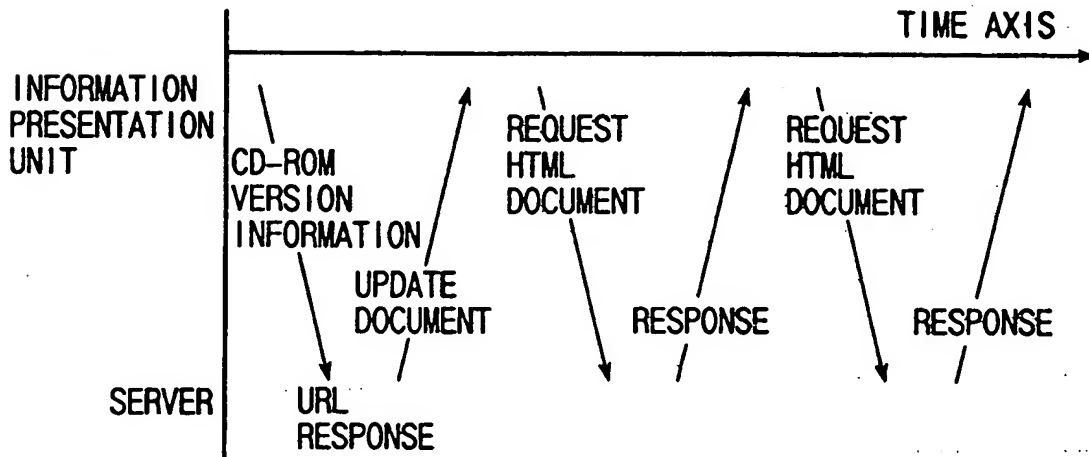 TIME AXIS
INFORMATION
PRESENTATION
UNIT
CD-ROM
VERSION
INFORMATION
UPDATE
DOCUMENT
REQUEST
HTML
DOCUMENT
RESPONSE
REQUEST
HTML
DOCUMENT
RESPONSE
SERVER
URL
RESPONSE